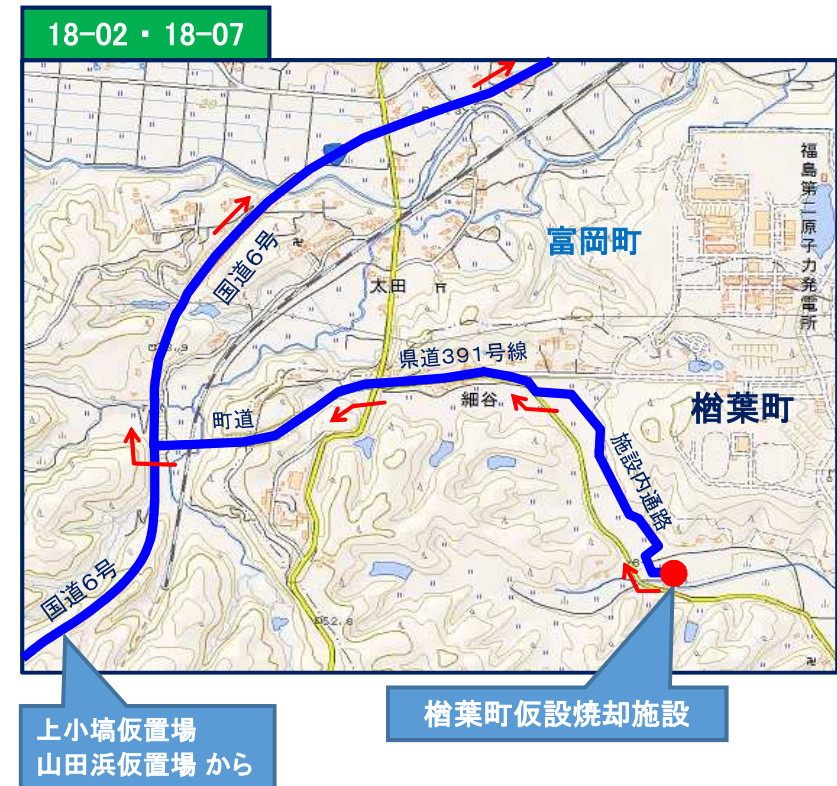 18-02・18-07
富岡町
福島第二原子力発電所
国道6号
太田
県道391号線
細谷
町道
楢葉町
施設内通路
国道6号
52.8
上小塙仮置場
山田浜仮置場 から
楢葉町仮設焼却施設